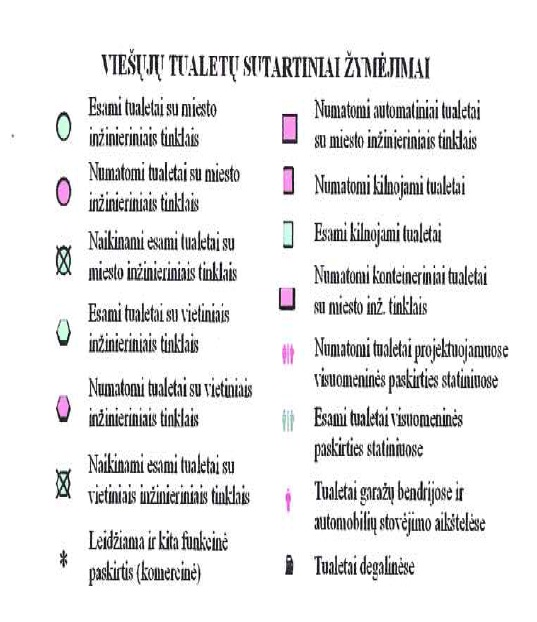 VIEŠŲJŲ TUALETŲ SUTARTINIAI ŽYMĖJIMAI
Esami tualetai su miesto
inžinieriniais tinklais
Numatomi tualetai su miesto
inžinieriniais tinklais
Naikinami esami tualetai su
miesto inžinieriniais tinklais
Esami tualetai su vietiniais
inžinieriniais tinklais
Numatomi tualetai su vietiniais
inžinieriniais tinklais
Naikinami esami tualetai su
vietiniais inžinieriniais tinklais
* Leidžiama ir kita funkcinė
paskirtis (komercinė)
Numatomi automatiniai tualetai
su miesto inžinieriniais tinklais
Numatomi kilnojami tualetai
Esami kilnojami tualetai
Numatomi konteineriniai tualetai
su miesto inž. tinklais
Numatomi tualetai projektuojamuose
visuomeninės paskirties statiniuose
Esami tualetai visuomeninės
paskirties statiniuose
Tualetai garažų bendrijose ir
automobilių stovėjimo aikštelėse
Tualetai degalinėse